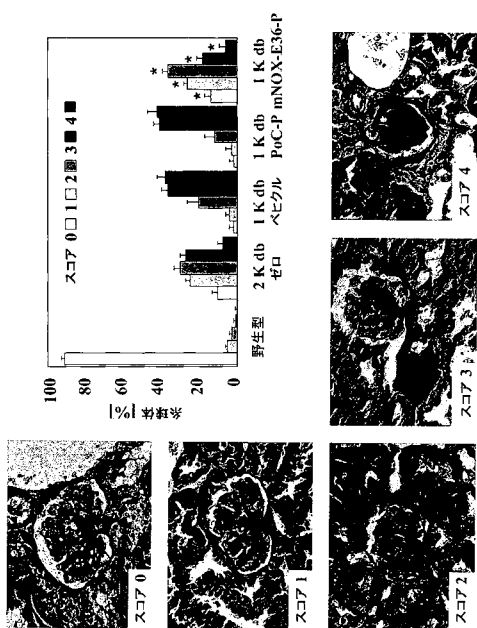 スコア 0
スコア 1
スコア 2
スコア 3
スコア 4
糸球体 [%]
100
80
60
40
20
0
スコア 0 1 2 3 4
野生型
2 K db
ゼロ
1 K db
ベヒクル
1 K db
PoC-P
1 K db
mNOX-E36-P
* * * * *